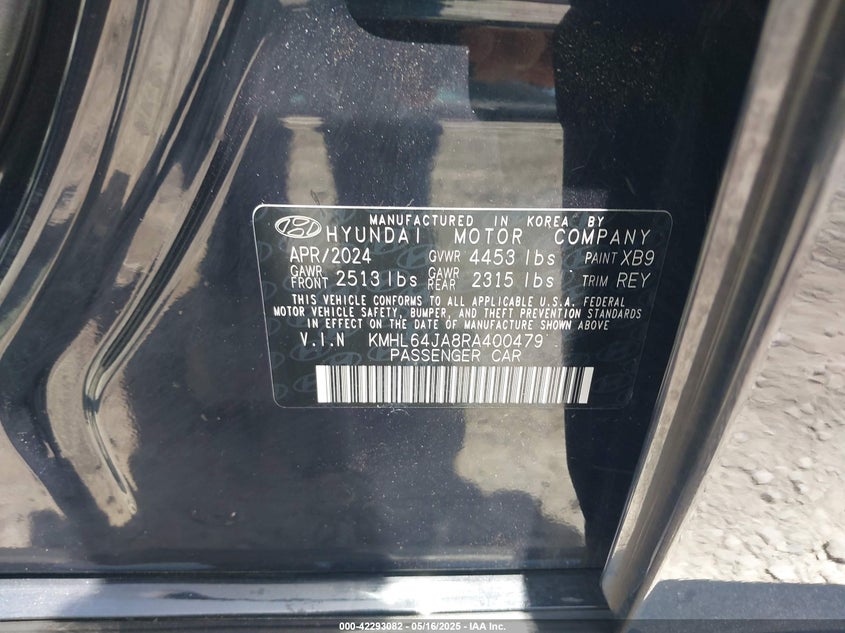 MANUFACTURED IN KOREA BY
HYUNDAI MOTOR COMPANY
APR/2024 GVWR 4453 lbs PAINT XB9
GAWR FRONT 2513 lbs GAWR REAR 2315 lbs TRIM REY
THIS VEHICLE CONFORMS TO ALL APPLICABLE U.S.A. FEDERAL
MOTOR VEHICLE SAFETY, BUMPER, AND THEFT PREVENTION STANDARDS
IN EFFECT ON THE DATE OF MANUFACTURE SHOWN ABOVE
V.I.N KMHL64JA8RA400479
PASSENGER CAR
000-42293082 - 05/16/2025 - IAA Inc.